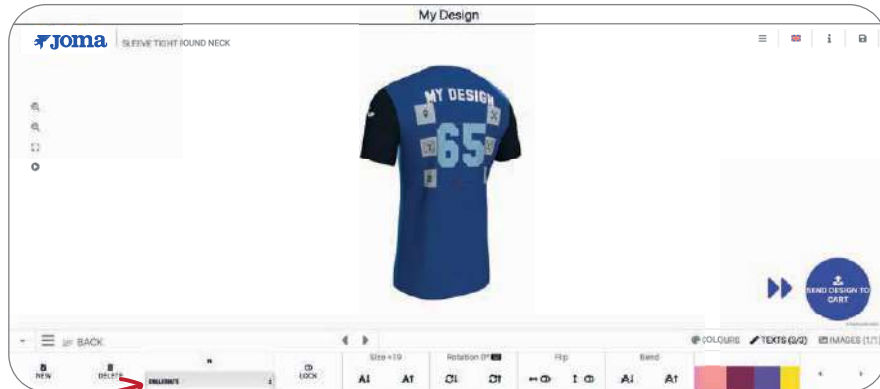 My Design
Joma
SLEEVE TIGHT ROUND NECK
i
MY DESIGN
65
SEND DESIGN TO
CART
BACK
COLOURS
TEXTS (2/2)
IMAGES (1/1)
NEW
DELETE
COLLEGIATE
LOCK
Size +19
Rotation 0º
Flip
Bend